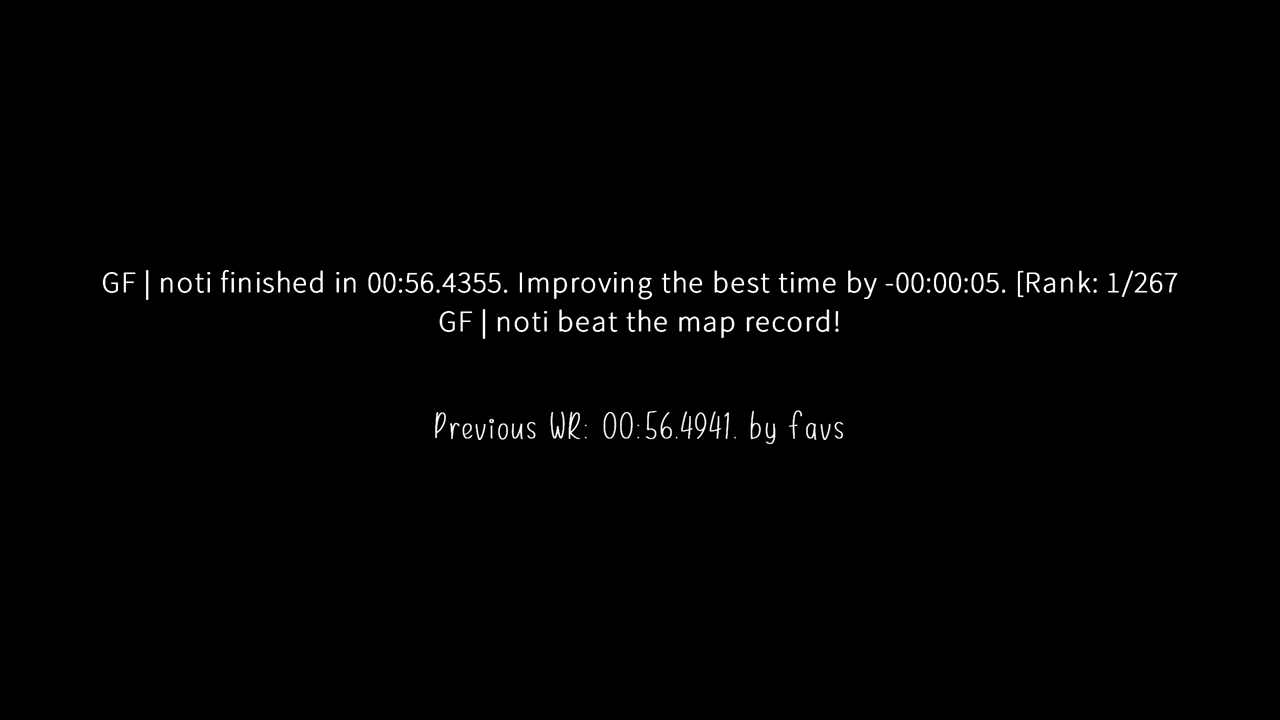 GF | noti finished in 00:56.4355. Improving the best time by -00:00:05. [Rank: 1/267
GF | noti beat the map record!
Previous WR: 00:56.4941. by favs